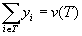 ∑_{i∈T} y_i = v(T)